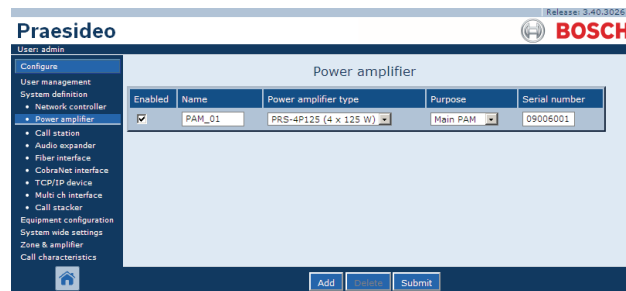 Release: 3.40.3026
Praesideo
BOSCH
User: admin
Configure
User management
System definition
• Network controller
• Power amplifier
• Call station
• Audio expander
• Fiber interface
• CobraNet interface
• TCP/IP device
• Multi ch interface
• Call stacker
Equipment configuration
System wide settings
Zone & amplifier
Call characteristics
Power amplifier
Enabled Name Power amplifier type Purpose Serial number
PAM_01 PRS-4P125 (4 x 125 W) Main PAM 09006001
Add Delete Submit